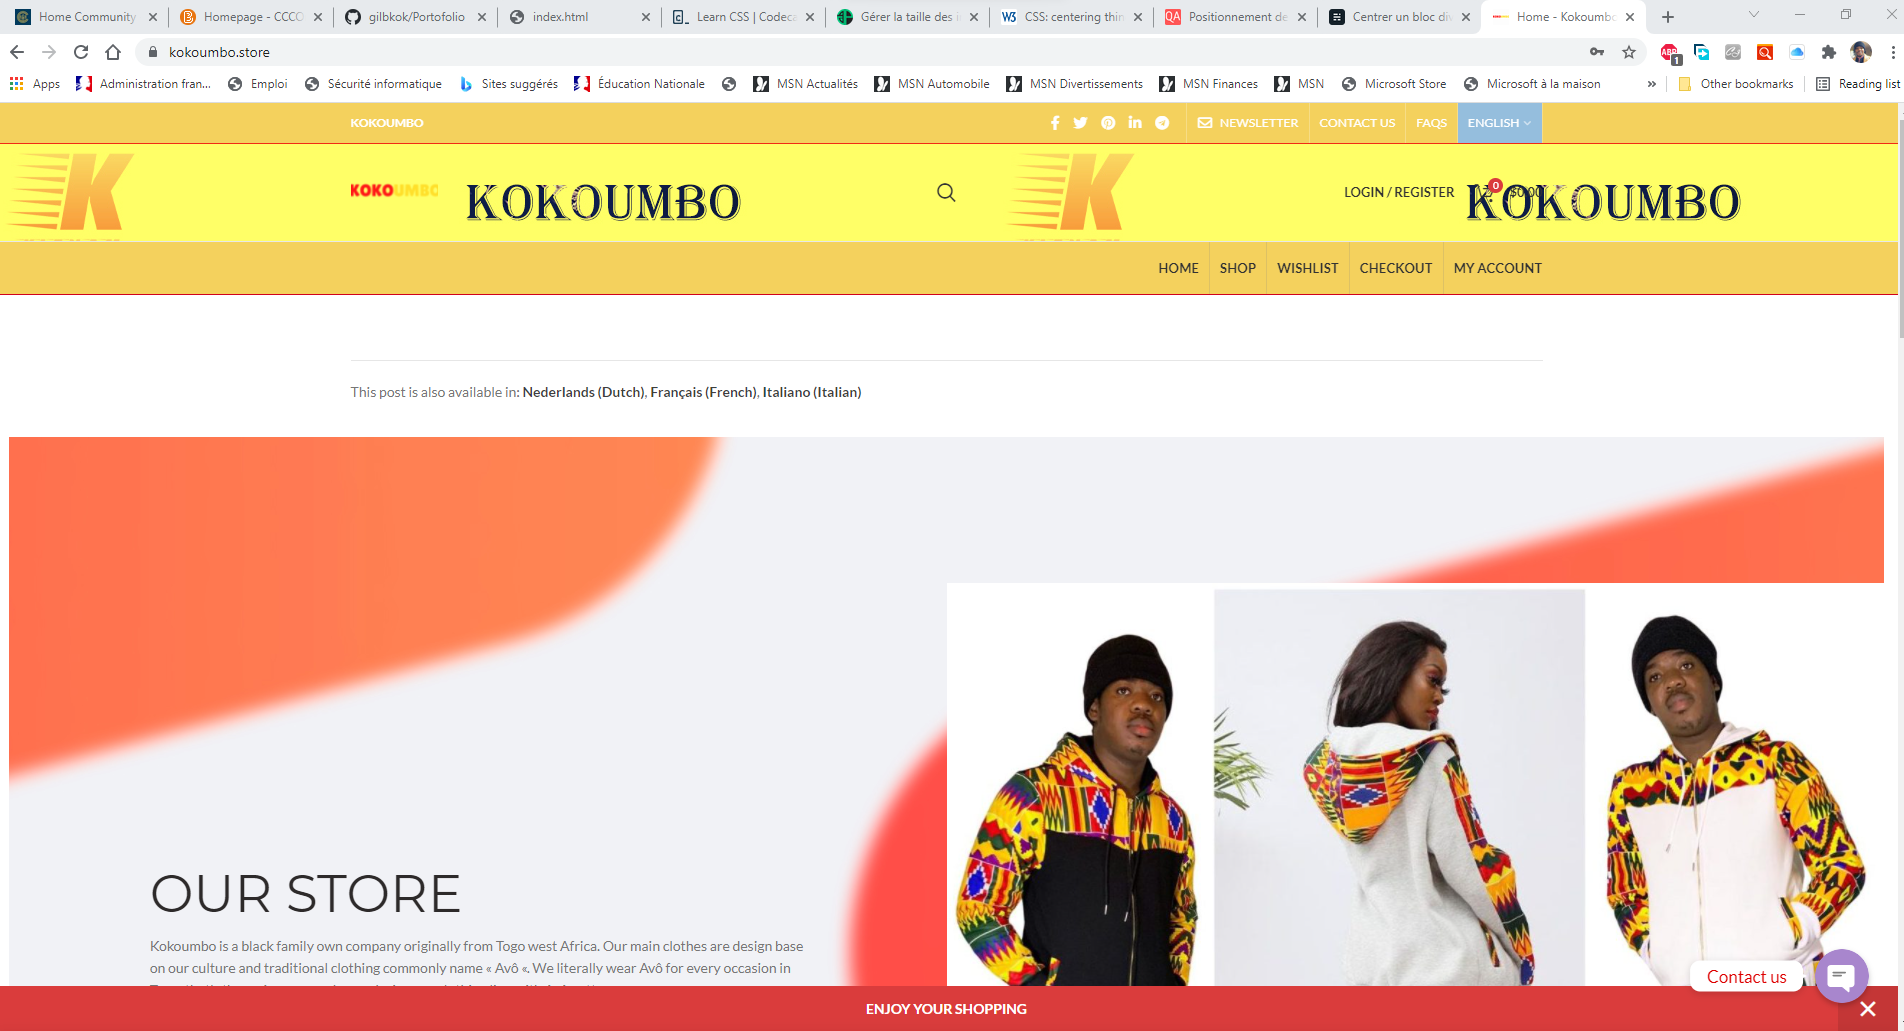 Home Community
Homepage - CCCO
gilbkok/Portofolio
index.html
Learn CSS | Codeca
Gérer la taille des i
CSS: centering thin
Positionnement de
Centrer un bloc di
Home - Kokoumbo
kokoumbo.store
Apps
Administration fran...
Emploi
Sécurité informatique
Sites suggérés
Éducation Nationale
MSN Actualités
MSN Automobile
MSN Divertissements
MSN Finances
MSN
Microsoft Store
Microsoft à la maison
»
Other bookmarks
Reading list
KOKOUMBO
NEWSLETTER
CONTACT US
FAQS
ENGLISH
K
KOKOUMBO
KOKOUMBO
K
LOGIN / REGISTER
0
$0.00
KOKOUMBO
HOME
SHOP
WISHLIST
CHECKOUT
MY ACCOUNT
This post is also available in: Nederlands (Dutch), Français (French), Italiano (Italian)
OUR STORE
Kokoumbo is a black family own company originally from Togo west Africa. Our main clothes are design base
on our culture and traditional clothing commonly name « Avô «. We literally wear Avô for every occasion in
Contact us
ENJOY YOUR SHOPPING